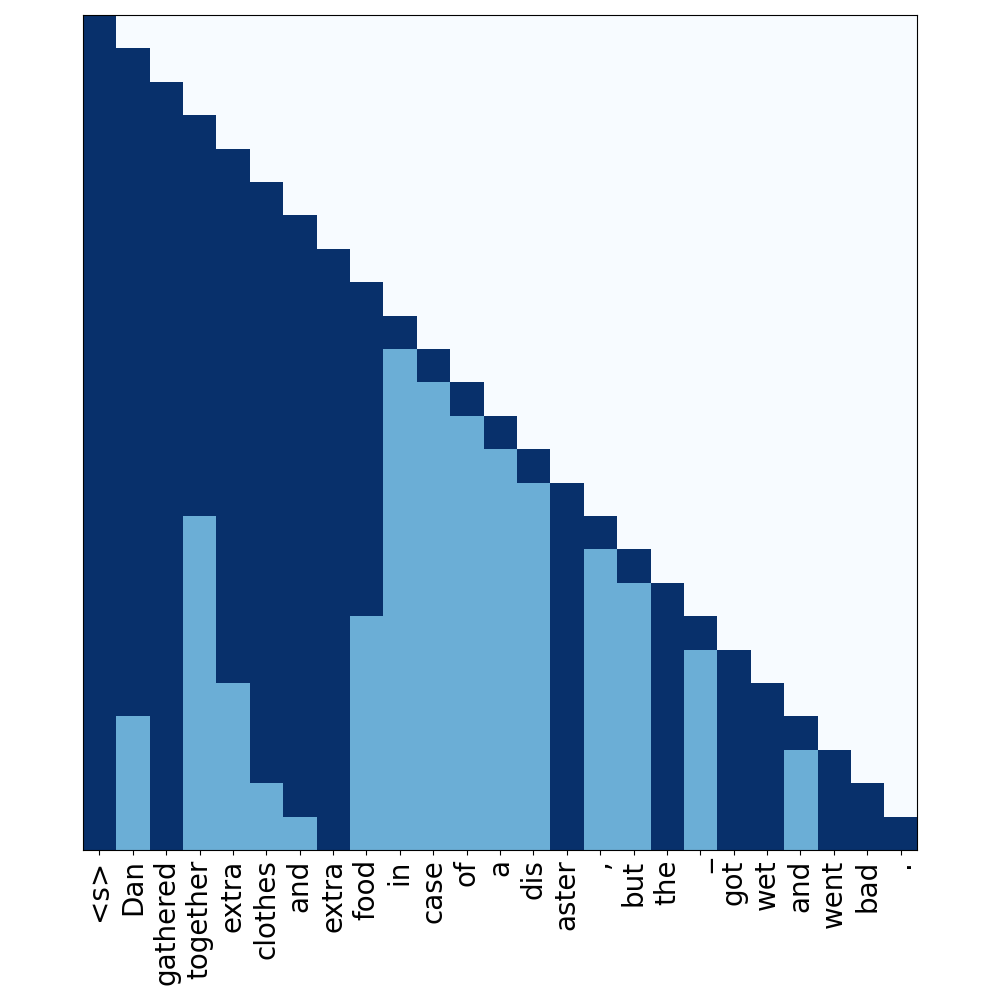 <s>
Dan
gathered
together
extra
clothes
and
extra
food
in
case
of
a
dis
aster
,
but
the
_
got
wet
and
went
bad
.